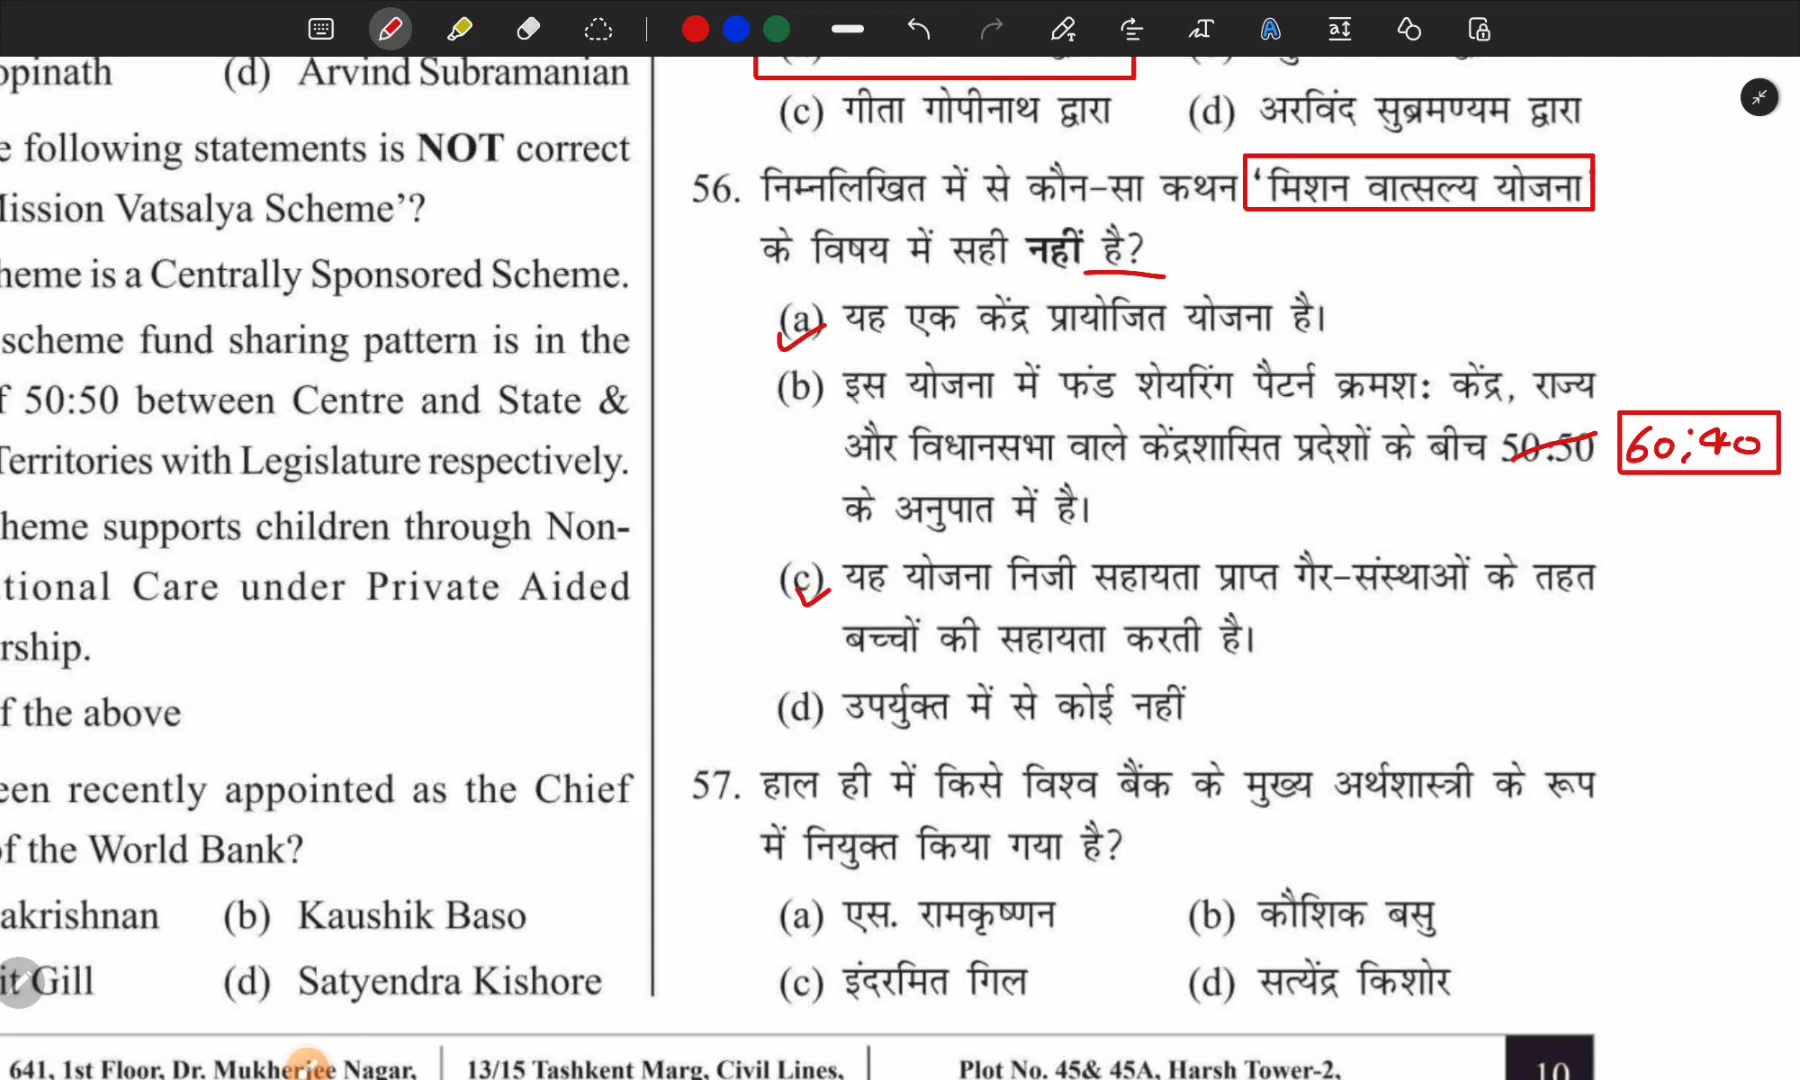 opinath (d) Arvind Subramanian
e following statements is NOT correct
Mission Vatsalya Scheme’?
heme is a Centrally Sponsored Scheme.
scheme fund sharing pattern is in the
f 50:50 between Centre and State &
Territories with Legislature respectively.
heme supports children through Non-
tional Care under Private Aided
rship.
f the above
een recently appointed as the Chief
of the World Bank?
akrishnan (b) Kaushik Baso
it Gill (d) Satyendra Kishore
(c) गीता गोपीनाथ द्वारा (d) अरविंद सुब्रमण्यम द्वारा
56. निम्नलिखित में से कौन-सा कथन ‘मिशन वात्सल्य योजना’
के विषय में सही नहीं है?
(a) यह एक केंद्र प्रायोजित योजना है।
(b) इस योजना में फंड शेयरिंग पैटर्न क्रमश: केंद्र, राज्य
और विधानसभा वाले केंद्रशासित प्रदेशों के बीच 50:50 60:40
के अनुपात में है।
(c) यह योजना निजी सहायता प्राप्त गैर-संस्थाओं के तहत
बच्चों की सहायता करती है।
(d) उपर्युक्त में से कोई नहीं
57. हाल ही में किसे विश्व बैंक के मुख्य अर्थशास्त्री के रूप
में नियुक्त किया गया है?
(a) एस. रामकृष्णन (b) कौशिक बसु
(c) इंदरमित गिल (d) सत्येंद्र किशोर
641, 1st Floor, Dr. Mukherjee Nagar, 13/15 Tashkent Marg, Civil Lines, Plot No. 45& 45A, Harsh Tower-2, 10